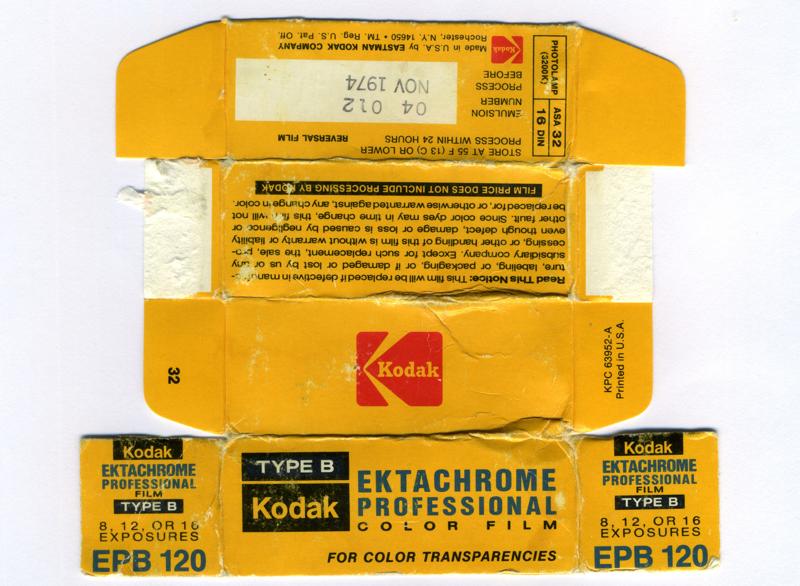 Made in U.S.A. by EASTMAN KODAK COMPANY
Rochester, N.Y. 14650 • TM. Reg. U.S. Pat. Off.
Kodak
PHOTOLAMP
(3200K)
ASA 32
16 DIN
EMULSION
NUMBER
PROCESS
BEFORE
04 012
NOV 1974
STORE AT 55 F (13 C) OR LOWER
PROCESS WITHIN 24 HOURS
REVERSAL FILM
Read This Notice: This film will be replaced if defective in manufac-
ture, labeling, or packaging, or if damaged or lost by us or any
subsidiary company. Except for such replacement, the sale, pro-
cessing, or other handling of this film is without warranty or liability
even though defect, damage or loss is caused by negligence or
other fault. Since color dyes may in time change, this film will not
be replaced for, or otherwise warranted against, any change in color.
FILM PRICE DOES NOT INCLUDE PROCESSING BY KODAK
32
Kodak
KPC 63952-A
Printed in U.S.A.
Kodak
EKTACHROME
PROFESSIONAL
FILM
TYPE B
8, 12, OR 16
EXPOSURES
EPB 120
TYPE B
Kodak
EKTACHROME
PROFESSIONAL
COLOR FILM
FOR COLOR TRANSPARENCIES
Kodak
EKTACHROME
PROFESSIONAL
FILM
TYPE B
8, 12, OR 16
EXPOSURES
EPB 120